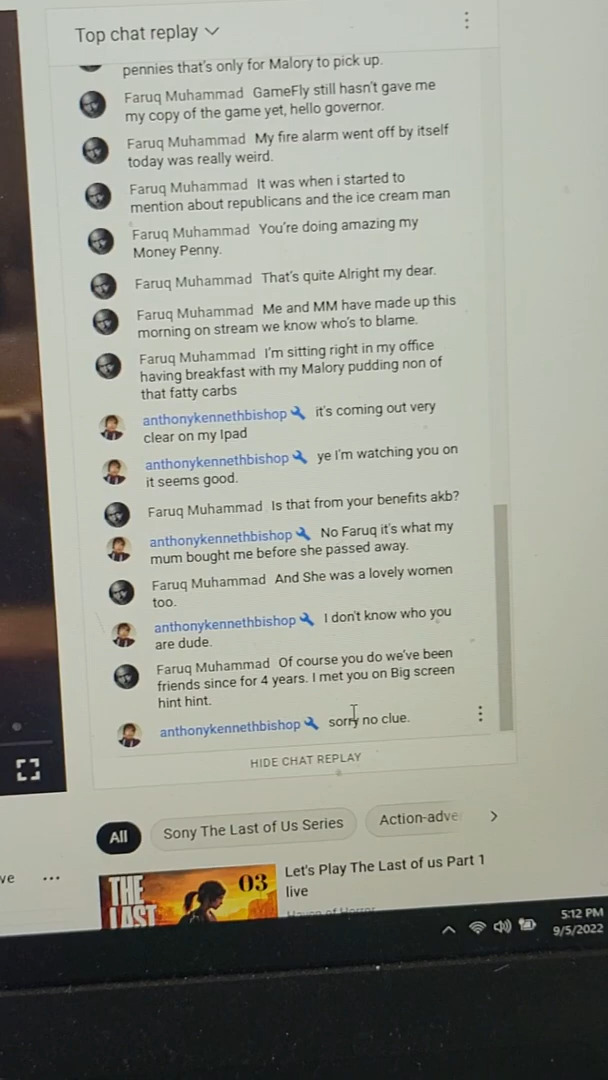 Top chat replay
pennies that's only for Malory to pick up.
Faruq Muhammad GameFly still hasn't gave me
my copy of the game yet, hello governor.
Faruq Muhammad My fire alarm went off by itself
today was really weird.
Faruq Muhammad It was when i started to
mention about republicans and the ice cream man
Faruq Muhammad You're doing amazing my
Money Penny.
Faruq Muhammad That's quite Alright my dear.
Faruq Muhammad Me and MM have made up this
morning on stream we know who's to blame.
Faruq Muhammad I'm sitting right in my office
having breakfast with my Malory pudding non of
that fatty carbs
anthonykennethbishop it's coming out very
clear on my Ipad
anthonykennethbishop ye I'm watching you on
it seems good.
Faruq Muhammad Is that from your benefits akb?
anthonykennethbishop No Faruq it's what my
mum bought me before she passed away.
Faruq Muhammad And She was a lovely women
too.
anthonykennethbishop I don't know who you
are dude.
Faruq Muhammad Of course you do we've been
friends since for 4 years. I met you on Big screen
hint hint.
anthonykennethbishop sorry no clue.
HIDE CHAT REPLAY
All
Sony The Last of Us Series
Action-adve
ve
THE
LAST
03
Let's Play The Last of us Part 1
live
5:12 PM
9/5/2022